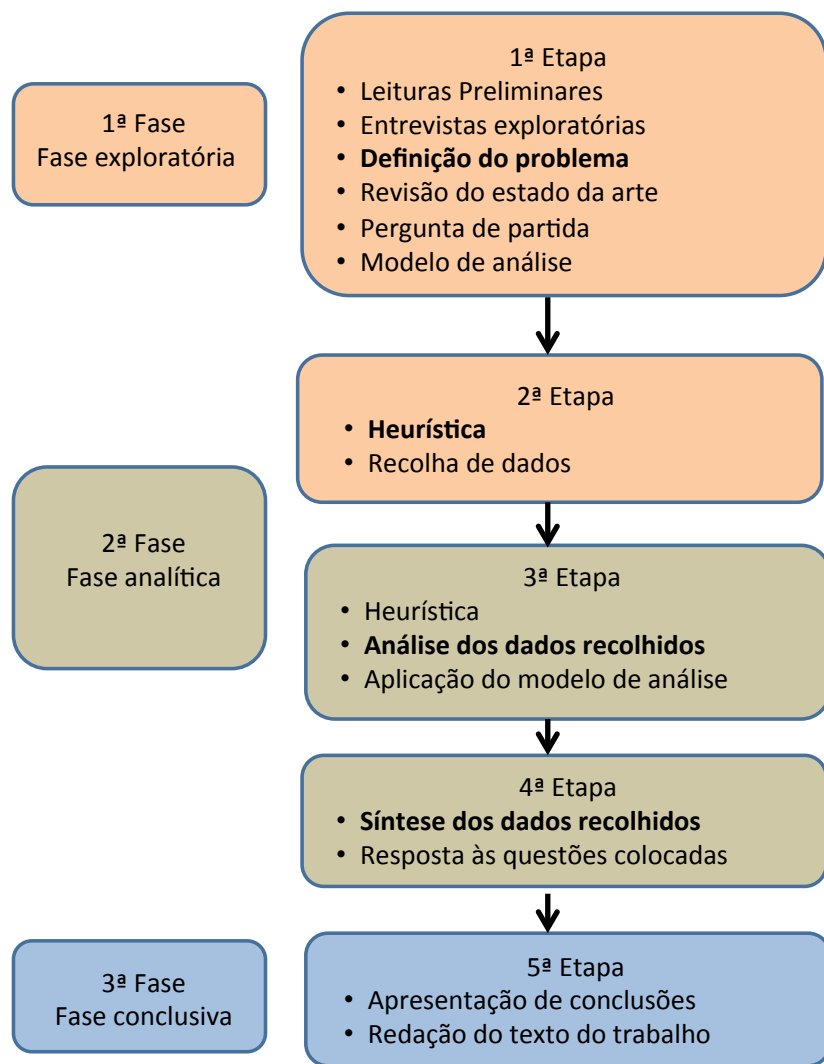 1ª Fase
Fase exploratória
1ª Etapa
• Leituras Preliminares
• Entrevistas exploratórias
• Definição do problema
• Revisão do estado da arte
• Pergunta de partida
• Modelo de análise
2ª Etapa
• Heurística
• Recolha de dados
2ª Fase
Fase analítica
3ª Etapa
• Heurística
• Análise dos dados recolhidos
• Aplicação do modelo de análise
4ª Etapa
• Síntese dos dados recolhidos
• Resposta às questões colocadas
3ª Fase
Fase conclusiva
5ª Etapa
• Apresentação de conclusões
• Redação do texto do trabalho